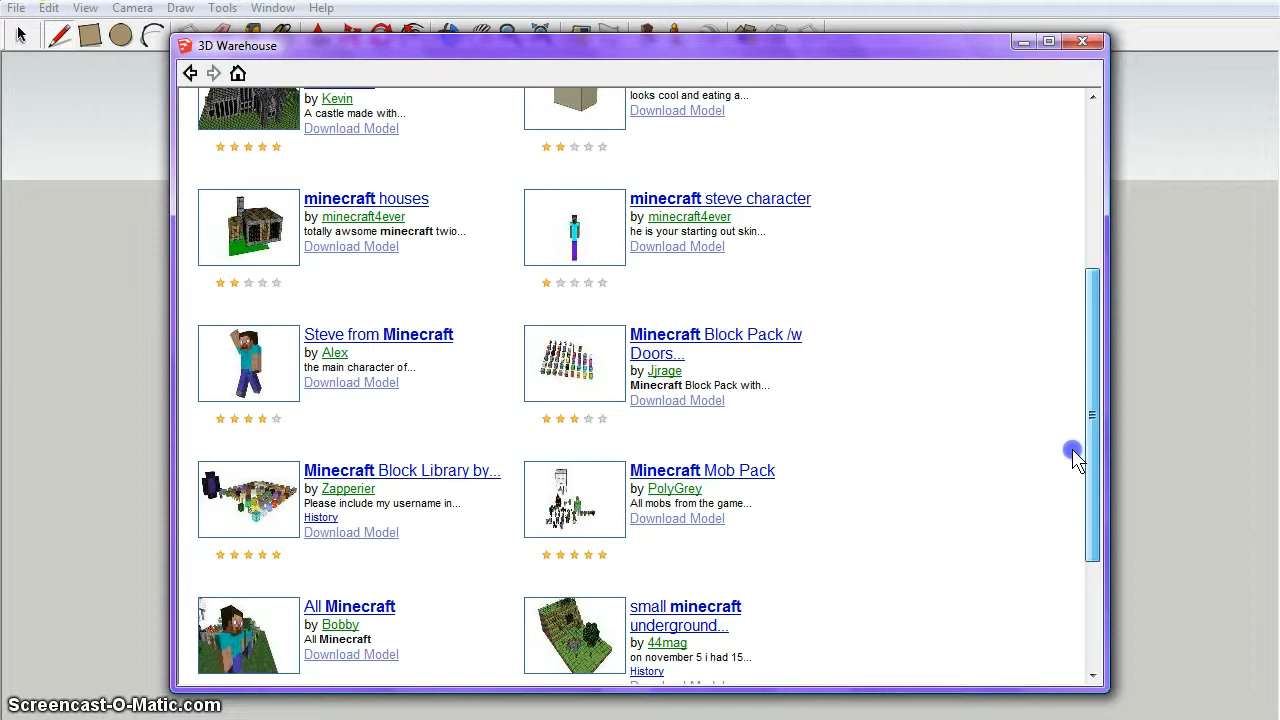 File Edit View Camera Draw Tools Window Help
3D Warehouse
by Kevin
A castle made with...
Download Model
looks cool and eating a...
Download Model
minecraft houses
by minecraft4ever
totally awsome minecraft twio...
Download Model
minecraft steve character
by minecraft4ever
he is your starting out skin...
Download Model
Steve from Minecraft
by Alex
the main character of...
Download Model
Minecraft Block Pack /w
Doors...
by Jjrage
Minecraft Block Pack with...
Download Model
Minecraft Block Library by...
by Zapperier
Please include my username in...
History
Download Model
Minecraft Mob Pack
by PolyGrey
All mobs from the game...
Download Model
All Minecraft
by Bobby
All Minecraft
Download Model
small minecraft
underground...
by 44mag
on november 5 i had 15...
History
Download Model
Screencast-O-Matic.com